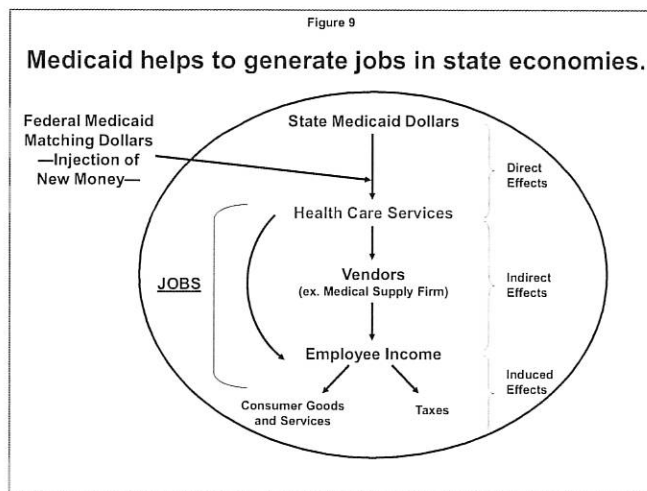 Figure 9
Medicaid helps to generate jobs in state economies.
Federal Medicaid
Matching Dollars
—Injection of
New Money—
State Medicaid Dollars
Direct
Effects
Health Care Services
JOBS
Vendors
(ex. Medical Supply Firm)
Indirect
Effects
Employee Income
Induced
Effects
Consumer Goods
and Services
Taxes